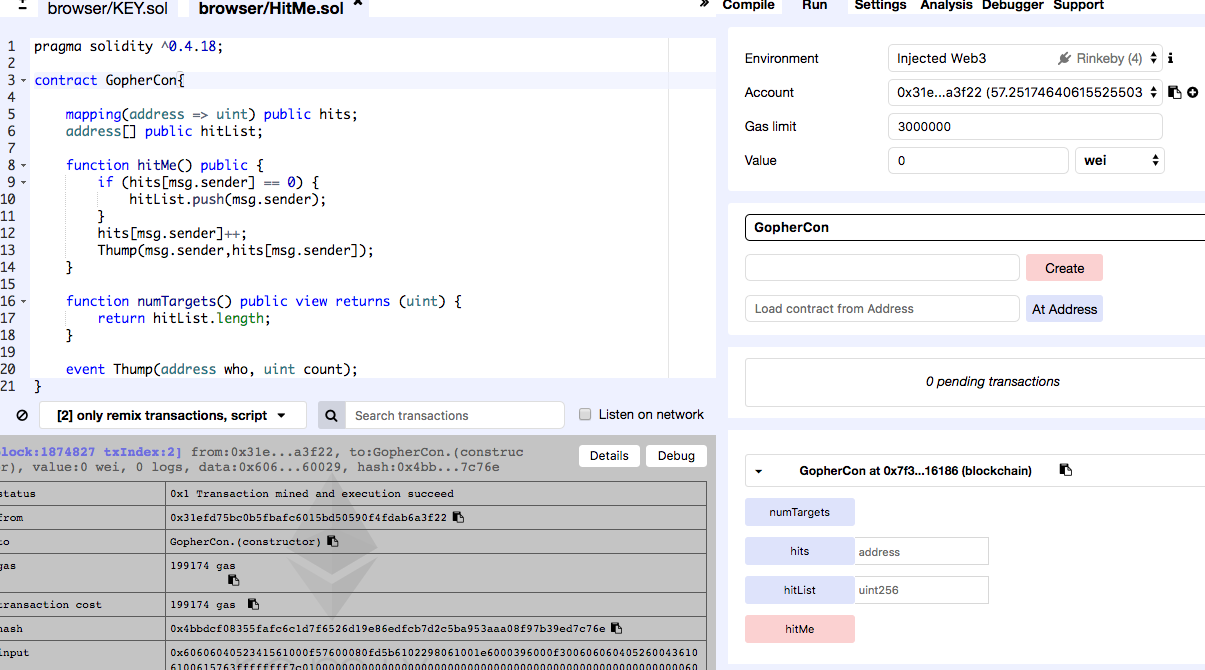 browser/KEY.sol browser/HitMe.sol
1 pragma solidity ^0.4.18;
2
3 contract GopherCon{
4
5 mapping(address => uint) public hits;
6 address[] public hitList;
7
8 function hitMe() public {
9 if (hits[msg.sender] == 0) {
10 hitList.push(msg.sender);
11 }
12 hits[msg.sender]++;
13 Thump(msg.sender,hits[msg.sender]);
14 }
15
16 function numTargets() public view returns (uint) {
17 return hitList.length;
18 }
19
20 event Thump(address who, uint count);
21 }
[2] only remix transactions, script
Search transactions
Listen on network
lock:1874827 txIndex:2] from:0x31e...a3f22, to:GopherCon.(construc
r), value:0 wei, 0 logs, data:0x606...60029, hash:0x4bb...7c76e
Details Debug
status 0x1 Transaction mined and execution succeed
from 0x31efd75bc0b5fbafc6015bd50590f4fdab6a3f22
to GopherCon.(constructor)
gas 199174 gas
transaction cost 199174 gas
hash 0x4bbdcf08355fafc6c1d7f6526d19e86edfcb7d2c5ba953aaa08f97b39ed7c76e
input
» Compile Run Settings Analysis Debugger Support
Environment Injected Web3 Rinkeby (4)
Account 0x31e...a3f22 (57.25174640615525503
Gas limit 3000000
Value 0 wei
GopherCon
Create
Load contract from Address At Address
0 pending transactions
GopherCon at 0x7f3...16186 (blockchain)
numTargets
hits address
hitList uint256
hitMe